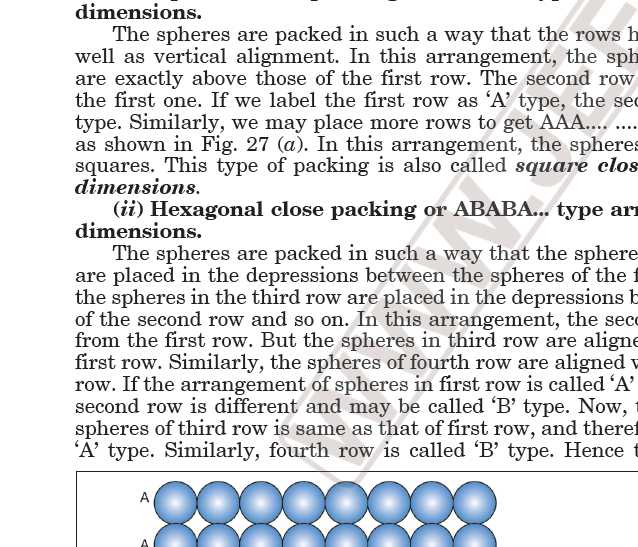 dimensions.
The spheres are packed in such a way that the rows h
well as vertical alignment. In this arrangement, the sph
are exactly above those of the first row. The second row
the first one. If we label the first row as ‘A’ type, the sec
type. Similarly, we may place more rows to get AAA.... ....
as shown in Fig. 27 (a). In this arrangement, the spheres
squares. This type of packing is also called square clos
dimensions.
(ii) Hexagonal close packing or ABABA... type arr
dimensions.
The spheres are packed in such a way that the sphere
are placed in the depressions between the spheres of the f
the spheres in the third row are placed in the depressions b
of the second row and so on. In this arrangement, the seco
from the first row. But the spheres in third row are aligne
first row. Similarly, the spheres of fourth row are aligned w
row. If the arrangement of spheres in first row is called ‘A’
second row is different and may be called ‘B’ type. Now, t
spheres of third row is same as that of first row, and theref
‘A’ type. Similarly, fourth row is called ‘B’ type. Hence t
A
A
WWW.JEE